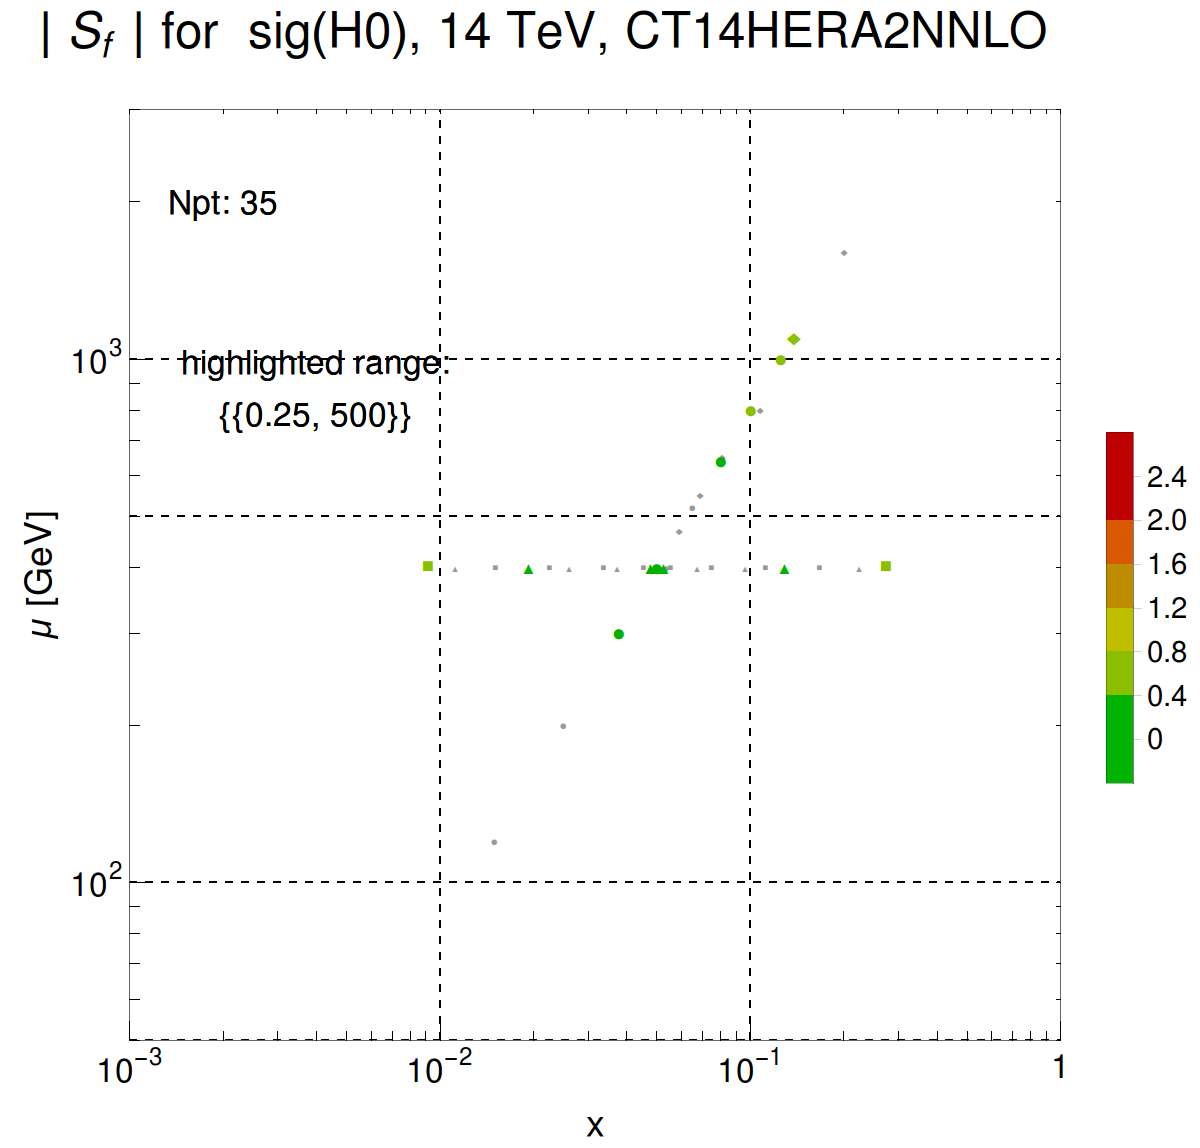 | S_f | for sig(H0), 14 TeV, CT14HERA2NNLO
Npt: 35
highlighted range:
{{0.25, 500}}
10^3
10^2
μ [GeV]
10^−3
10^−2
10^−1
1
x
2.4
2.0
1.6
1.2
0.8
0.4
0